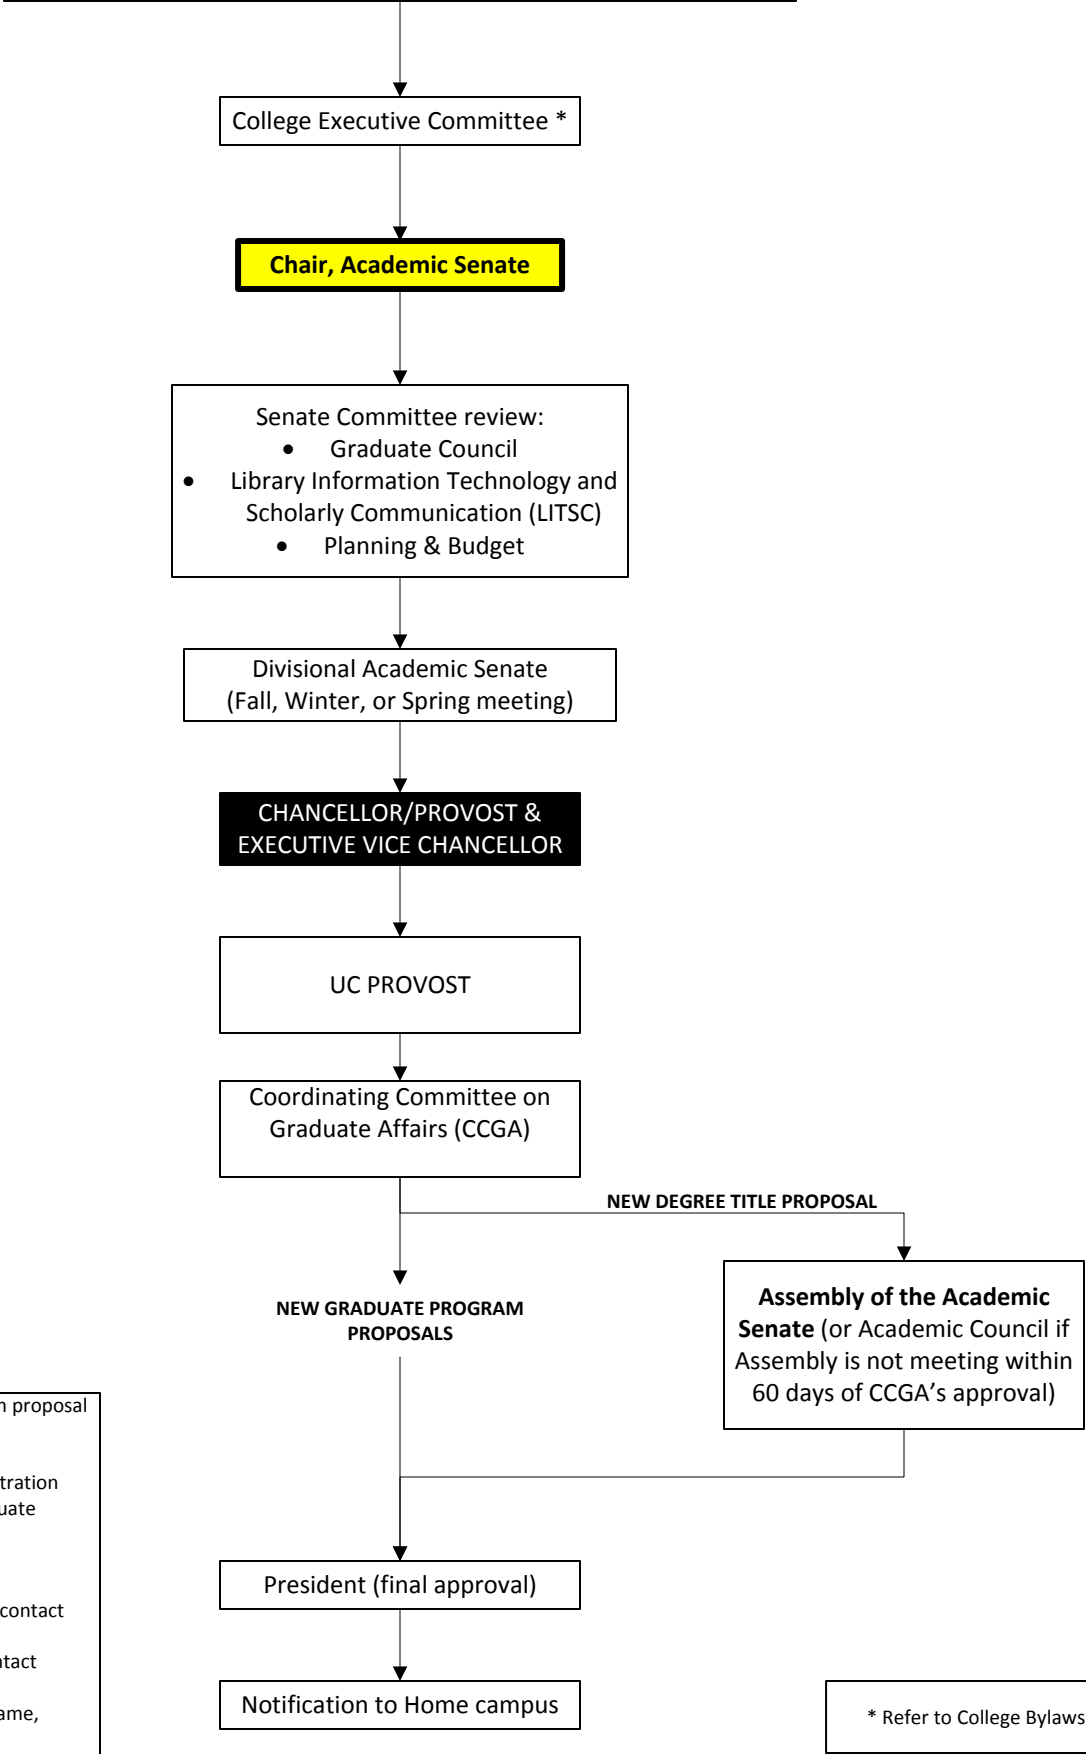 College Executive Committee *
Chair, Academic Senate
Senate Committee review:
• Graduate Council
• Library Information Technology and
Scholarly Communication (LITSC)
• Planning & Budget
Divisional Academic Senate
(Fall, Winter, or Spring meeting)
CHANCELLOR/PROVOST &
EXECUTIVE VICE CHANCELLOR
UC PROVOST
Coordinating Committee on
Graduate Affairs (CCGA)
NEW DEGREE TITLE PROPOSAL
NEW GRADUATE PROGRAM
PROPOSALS
Assembly of the Academic
Senate (or Academic Council if
Assembly is not meeting within
60 days of CCGA's approval)
proposal
contact
President (final approval)
Notification to Home campus
* Refer to College Bylaws